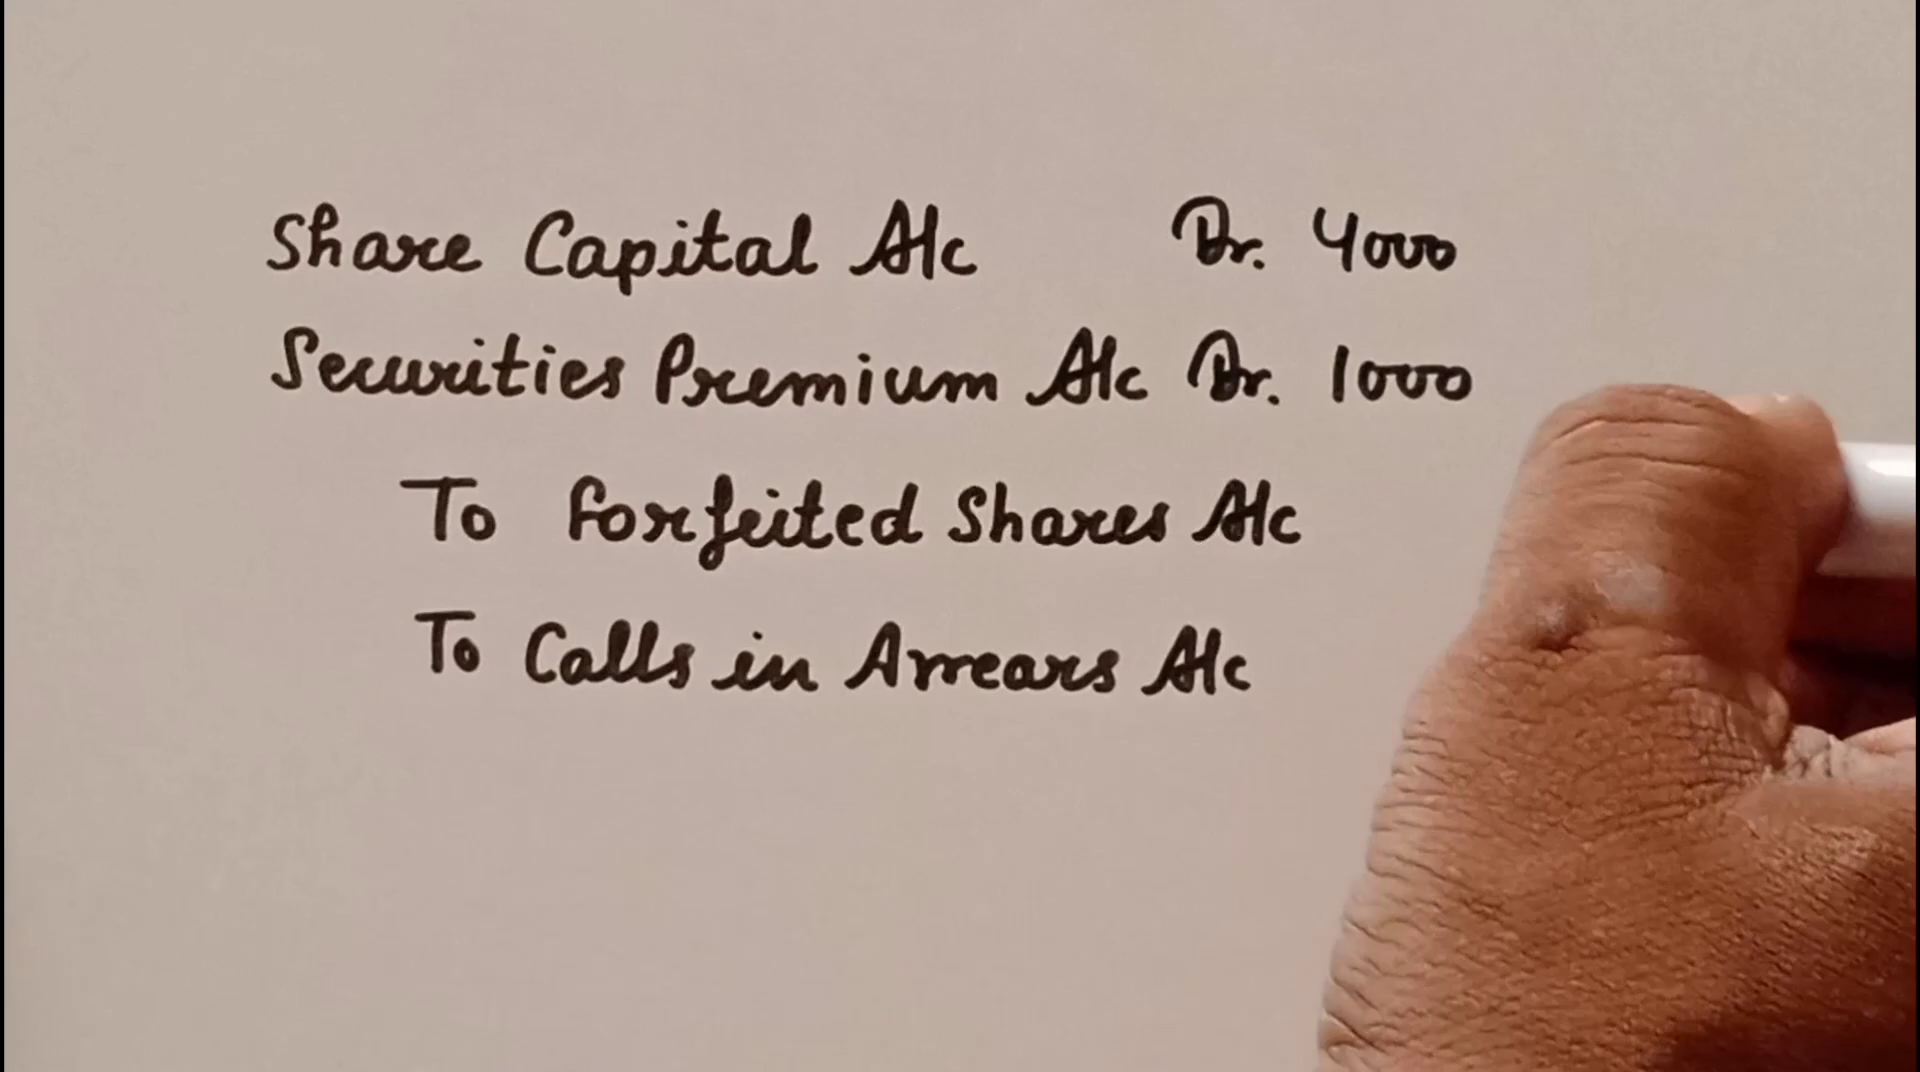 Share Capital A/c Dr. 4000
Securities Premium A/c Dr. 1000
To Forfeited Shares A/c
To Calls in Arrears A/c